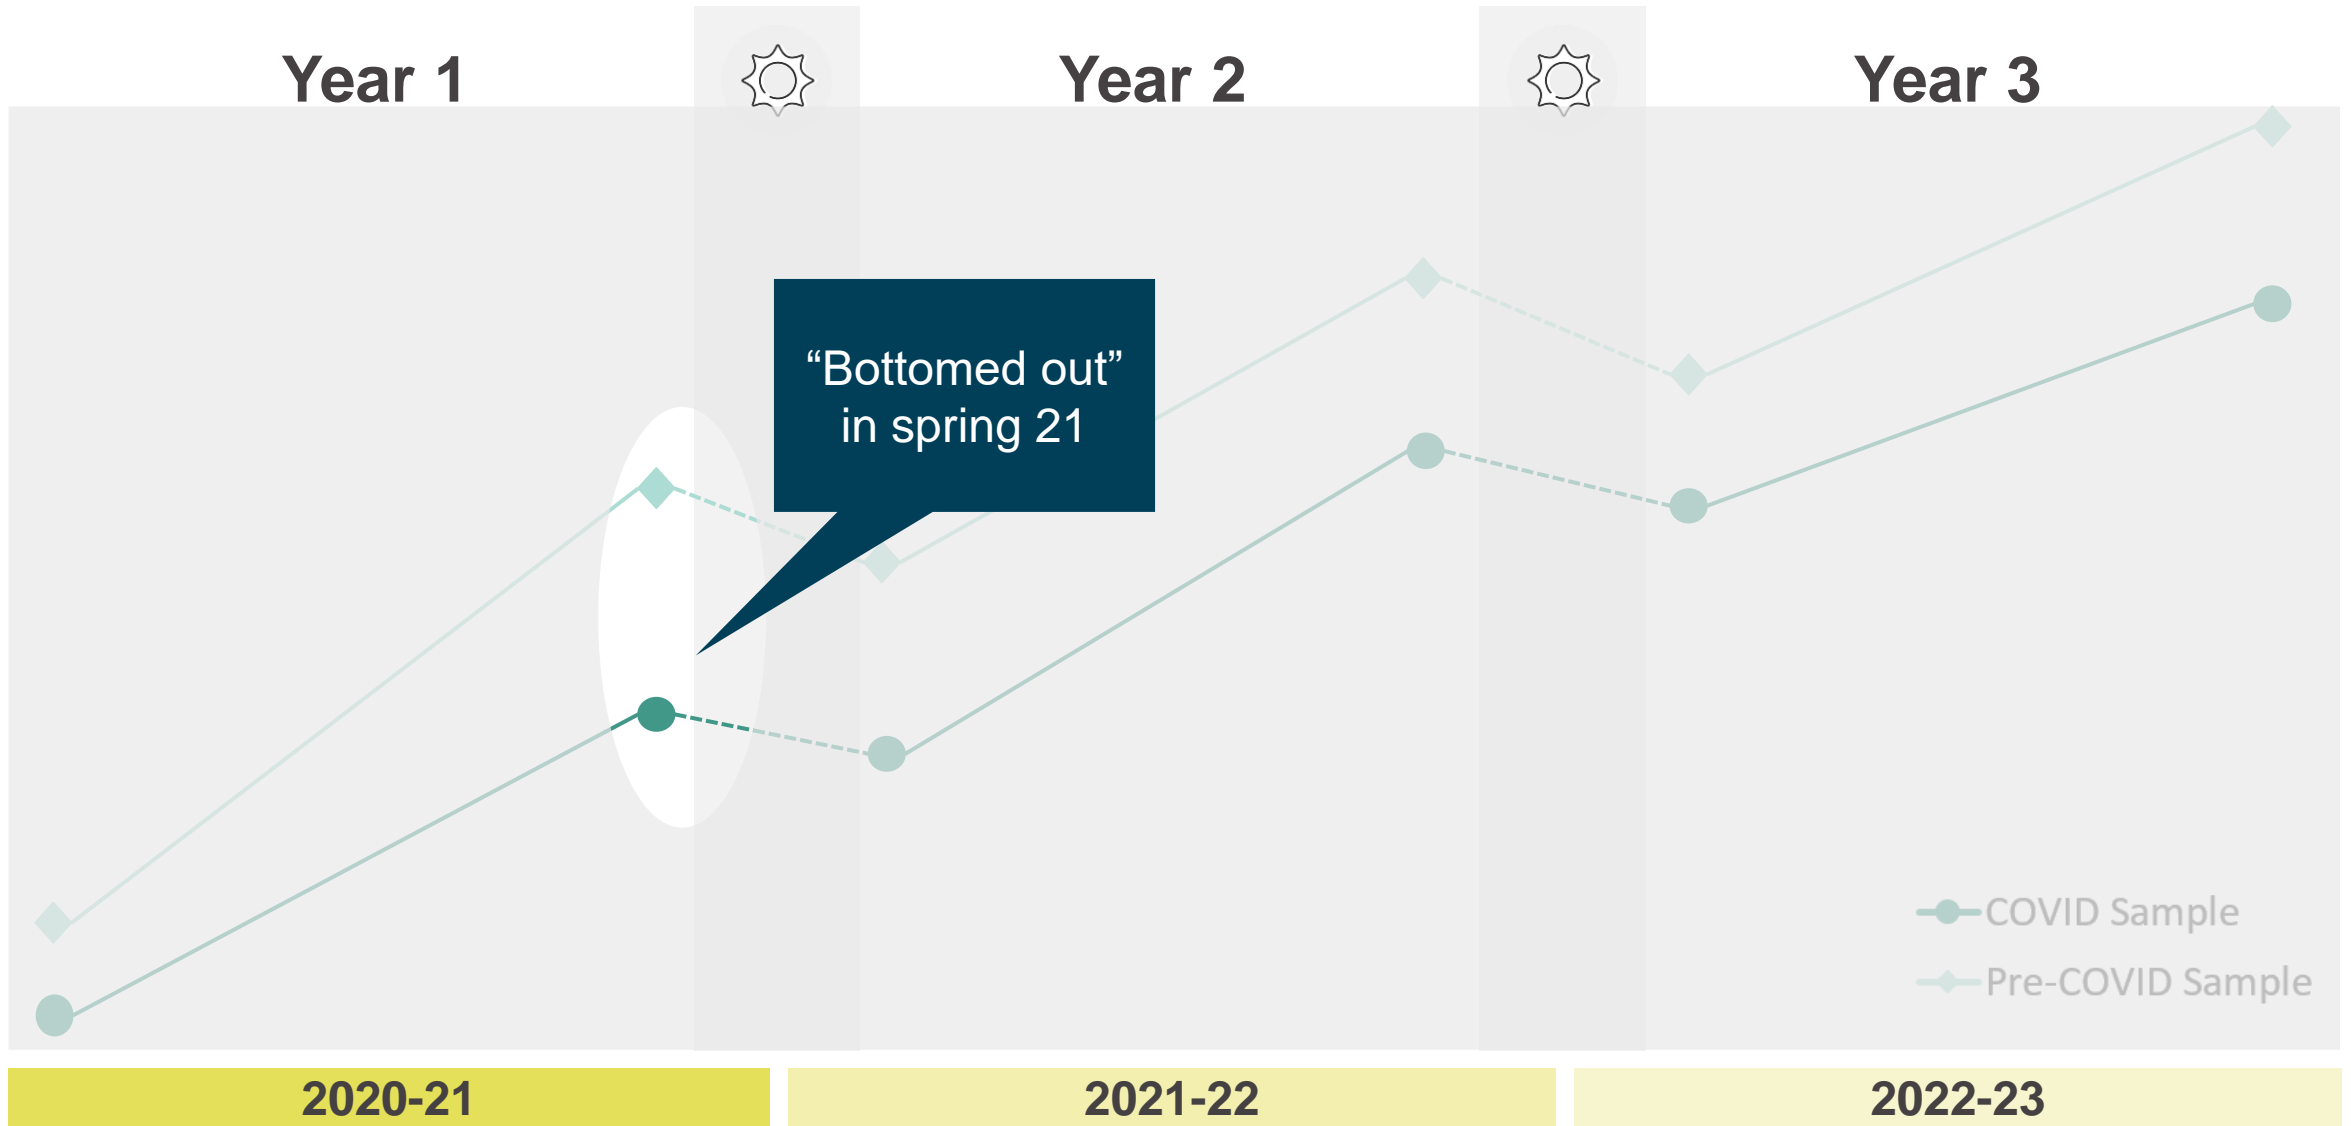 Year 1
Year 2
Year 3
“Bottomed out”
in spring 21
COVID Sample
Pre-COVID Sample
2020-21
2021-22
2022-23